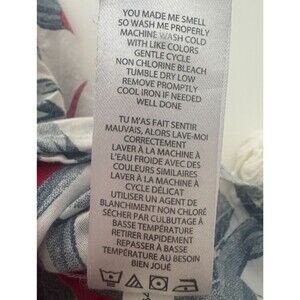 YOU MADE ME SMELL
SO WASH ME PROPERLY
MACHINE WASH COLD
WITH LIKE COLORS
GENTLE CYCLE
NON CHLORINE BLEACH
TUMBLE DRY LOW
REMOVE PROMPTLY
COOL IRON IF NEEDED
WELL DONE
TU M'AS FAIT SENTIR
MAUVAIS, ALORS LAVE-MOI
CORRECTEMENT
LAVER À LA MACHINE À
L'EAU FROIDE AVEC DES
COULEURS SIMILAIRES
LAVER À LA MACHINE À
CYCLE DÉLICAT
UTILISER UN AGENT DE
BLANCHIMENT NON CHLORÉ
SÉCHER PAR CULBUTAGE À
BASSE TEMPÉRATURE
RETIRER RAPIDEMENT
REPASSER À BASSE
TEMPÉRATURE AU BESOIN
BIEN JOUÉ